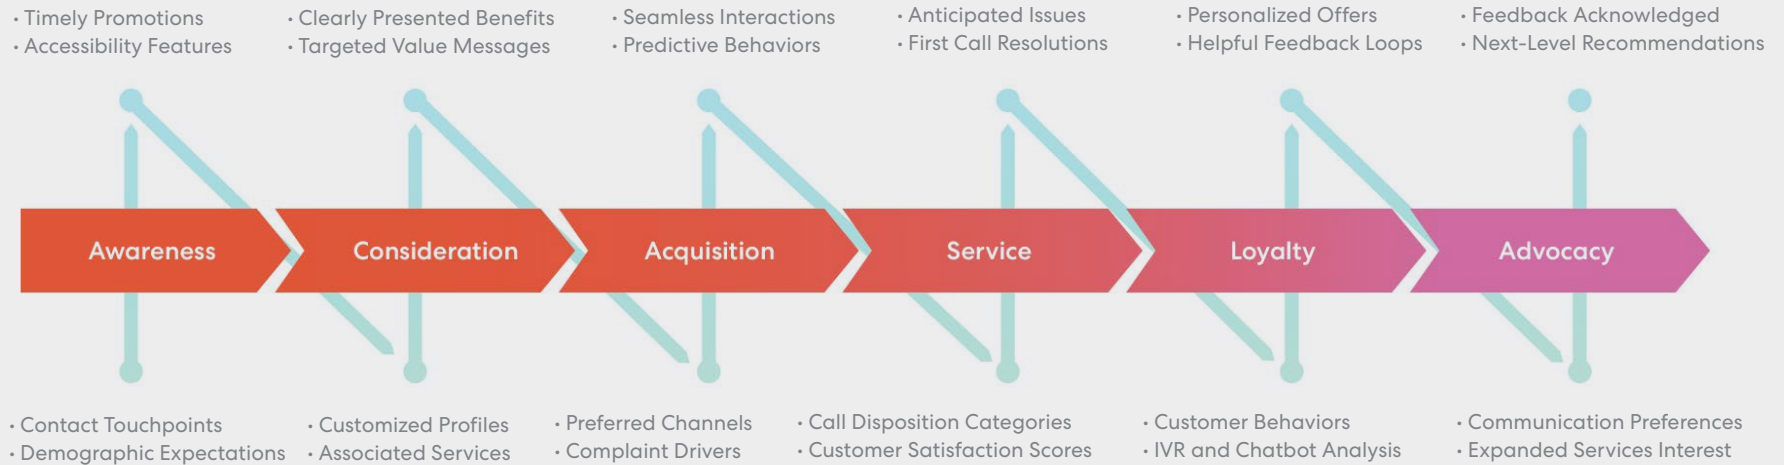 · Timely Promotions
· Accessibility Features
· Clearly Presented Benefits
· Targeted Value Messages
· Seamless Interactions
· Predictive Behaviors
· Anticipated Issues
· First Call Resolutions
· Personalized Offers
· Helpful Feedback Loops
· Feedback Acknowledged
· Next-Level Recommendations
Awareness
Consideration
Acquisition
Service
Loyalty
Advocacy
· Contact Touchpoints
· Demographic Expectations
· Customized Profiles
· Associated Services
· Preferred Channels
· Complaint Drivers
· Call Disposition Categories
· Customer Satisfaction Scores
· Customer Behaviors
· IVR and Chatbot Analysis
· Communication Preferences
· Expanded Services Interest